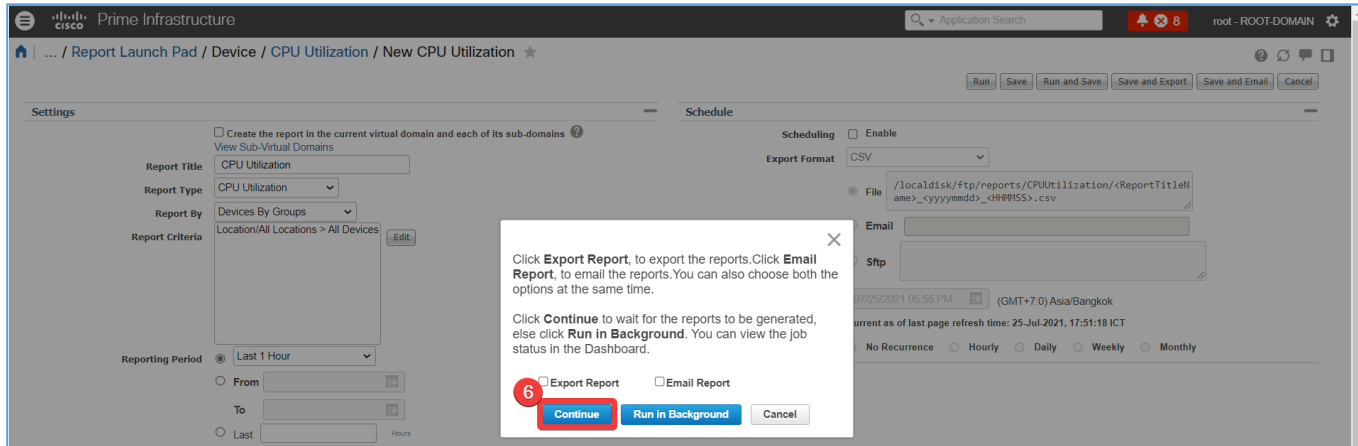 cisco Prime Infrastructure
Application Search
8
root - ROOT-DOMAIN
... / Report Launch Pad / Device / CPU Utilization / New CPU Utilization
Run Save Run and Save Save and Export Save and Email Cancel
Settings
Create the report in the current virtual domain and each of its sub-domains
View Sub-Virtual Domains
Report Title CPU Utilization
Report Type CPU Utilization
Report By Devices By Groups
Report Criteria Location/All Locations > All Devices Edit
Reporting Period Last 1 Hour
From
To
Last Hours
Schedule
Scheduling Enable
Export Format CSV
File /localdisk/ftp/reports/CPUUtilization/<ReportTitleN
ame>_<yyyymmdd>_<HHMMSS>.csv
Email
Sftp
07/25/2021 05:55 PM (GMT+7:0) Asia/Bangkok
urrent as of last page refresh time: 25-Jul-2021, 17:51:18 ICT
No Recurrence Hourly Daily Weekly Monthly
Click Export Report, to export the reports.Click Email
Report, to email the reports.You can also choose both the
options at the same time.
Click Continue to wait for the reports to be generated,
else click Run in Background. You can view the job
status in the Dashboard.
Export Report Email Report
6
Continue Run in Background Cancel